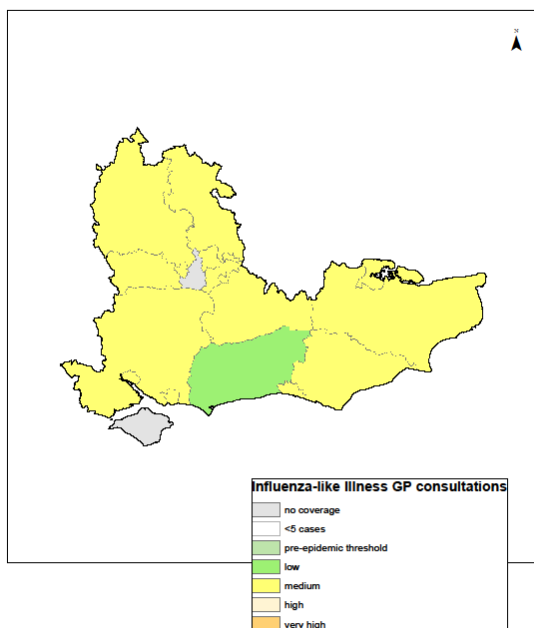 N
Influenza-like Illness GP consultations
no coverage
<5 cases
pre-epidemic threshold
low
medium
high
very high